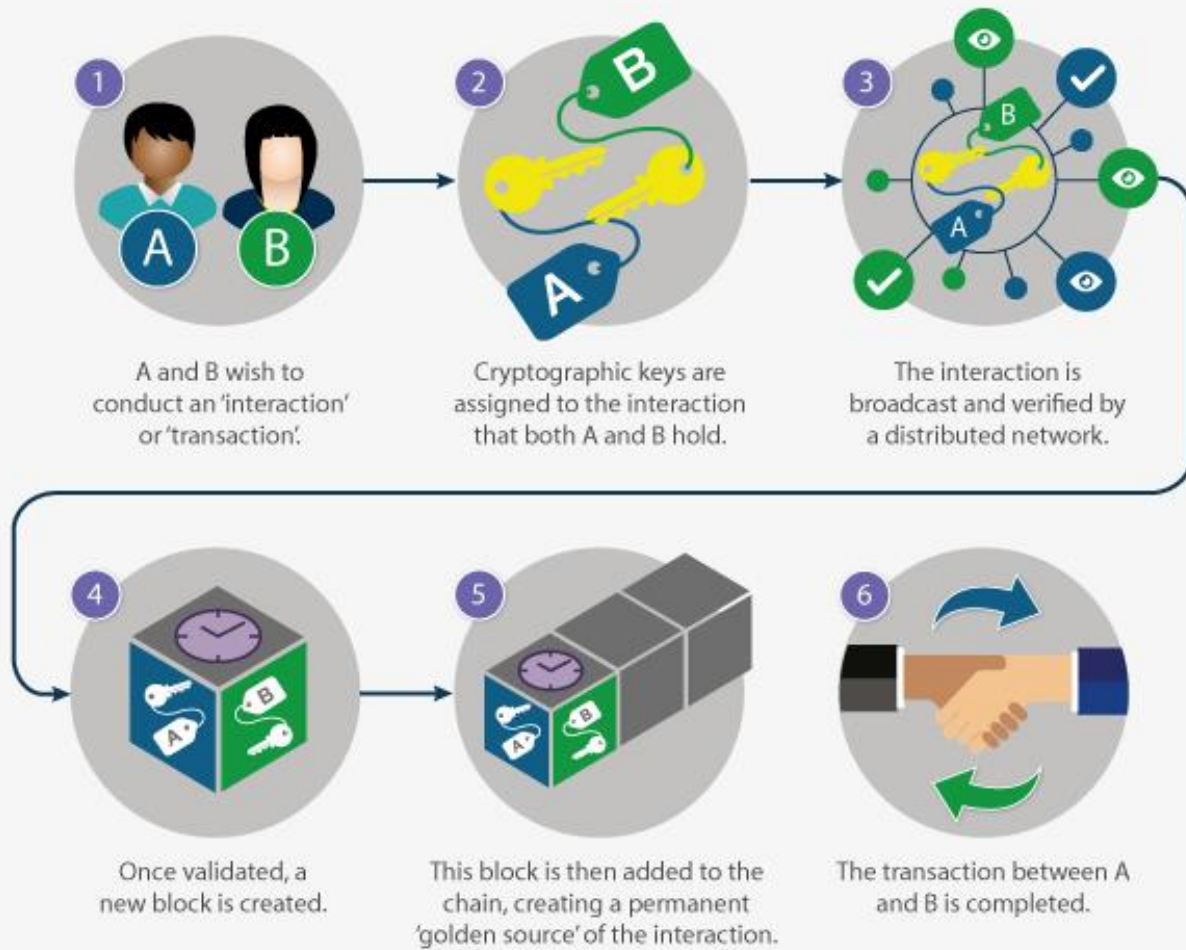 1
A
B
A and B wish to
conduct an 'interaction'
or 'transaction'.
2
B
A
Cryptographic keys are
assigned to the interaction
that both A and B hold.
3
B
A
The interaction is
broadcast and verified by
a distributed network.
4
A
B
Once validated, a
new block is created.
5
A
B
This block is then added to the
chain, creating a permanent
'golden source' of the interaction.
6
The transaction between A
and B is completed.